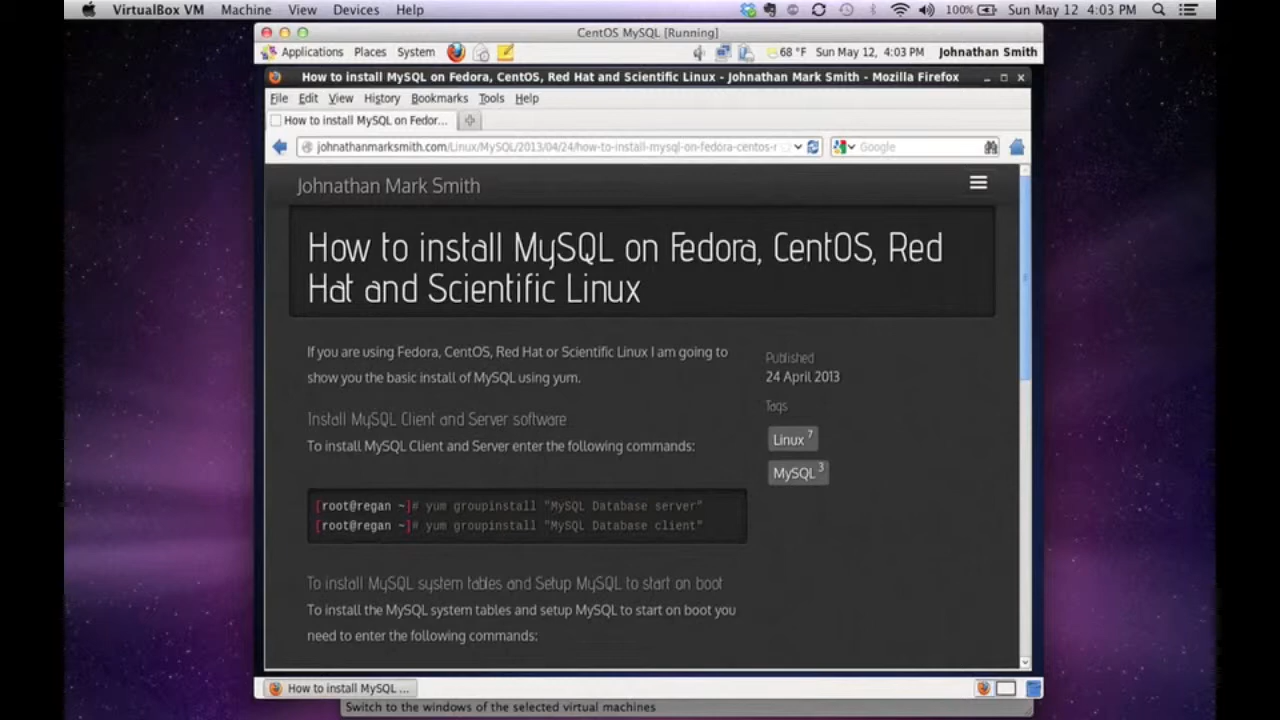 VirtualBox VM Machine View Devices Help 100% Sun May 12 4:03 PM
CentOS MySQL [Running]
Applications Places System 68 °F Sun May 12, 4:03 PM Johnathan Smith
How to install MySQL on Fedora, CentOS, Red Hat and Scientific Linux - Johnathan Mark Smith - Mozilla Firefox
File Edit View History Bookmarks Tools Help
How to install MySQL on Fedor...
johnathanmarksmith.com/Linux/MySQL/2013/04/24/how-to-install-mysql-on-fedora-centos-r Google
Johnathan Mark Smith
How to install MySQL on Fedora, CentOS, Red
Hat and Scientific Linux
If you are using Fedora, CentOS, Red Hat or Scientific Linux I am going to
show you the basic install of MySQL using yum.
Published
24 April 2013
Tags
Linux 7
MySQL 3
Install MySQL Client and Server software
To install MySQL Client and Server enter the following commands:
[root@regan ~]# yum groupinstall "MySQL Database server"
[root@regan ~]# yum groupinstall "MySQL Database client"
To install MySQL system tables and Setup MySQL to start on boot
To install the MySQL system tables and setup MySQL to start on boot you
need to enter the following commands:
How to install MySQL ...
Switch to the windows of the selected virtual machines